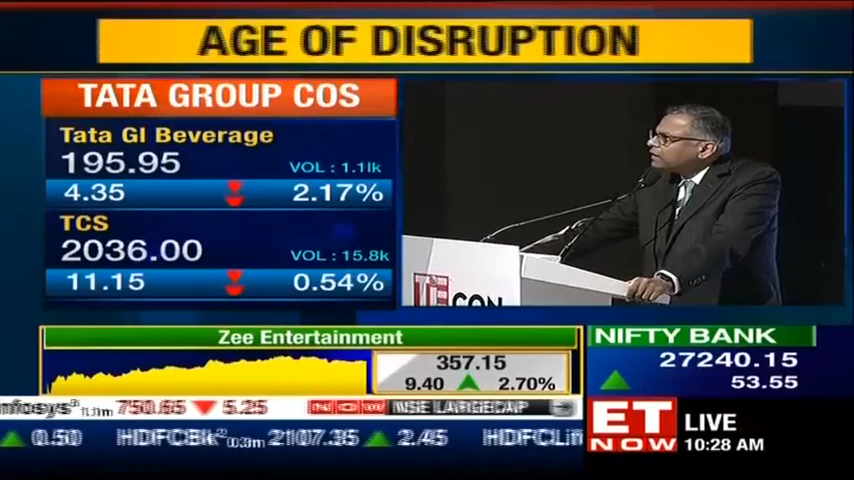 AGE OF DISRUPTION
TATA GROUP COS
Tata Gl Beverage
195.95 VOL : 1.1lk
4.35 2.17%
TCS
2036.00 VOL : 15.8k
11.15 0.54%
CON
Zee Entertainment
357.15
9.40 2.70%
NIFTY BANK
27240.15
53.55
nfosys 750.65 5.25 NOW NSE LARGECAP
0.50 HDFCBk 2107.35 2.45 HDFCLif
ET
NOW
LIVE
10:28 AM